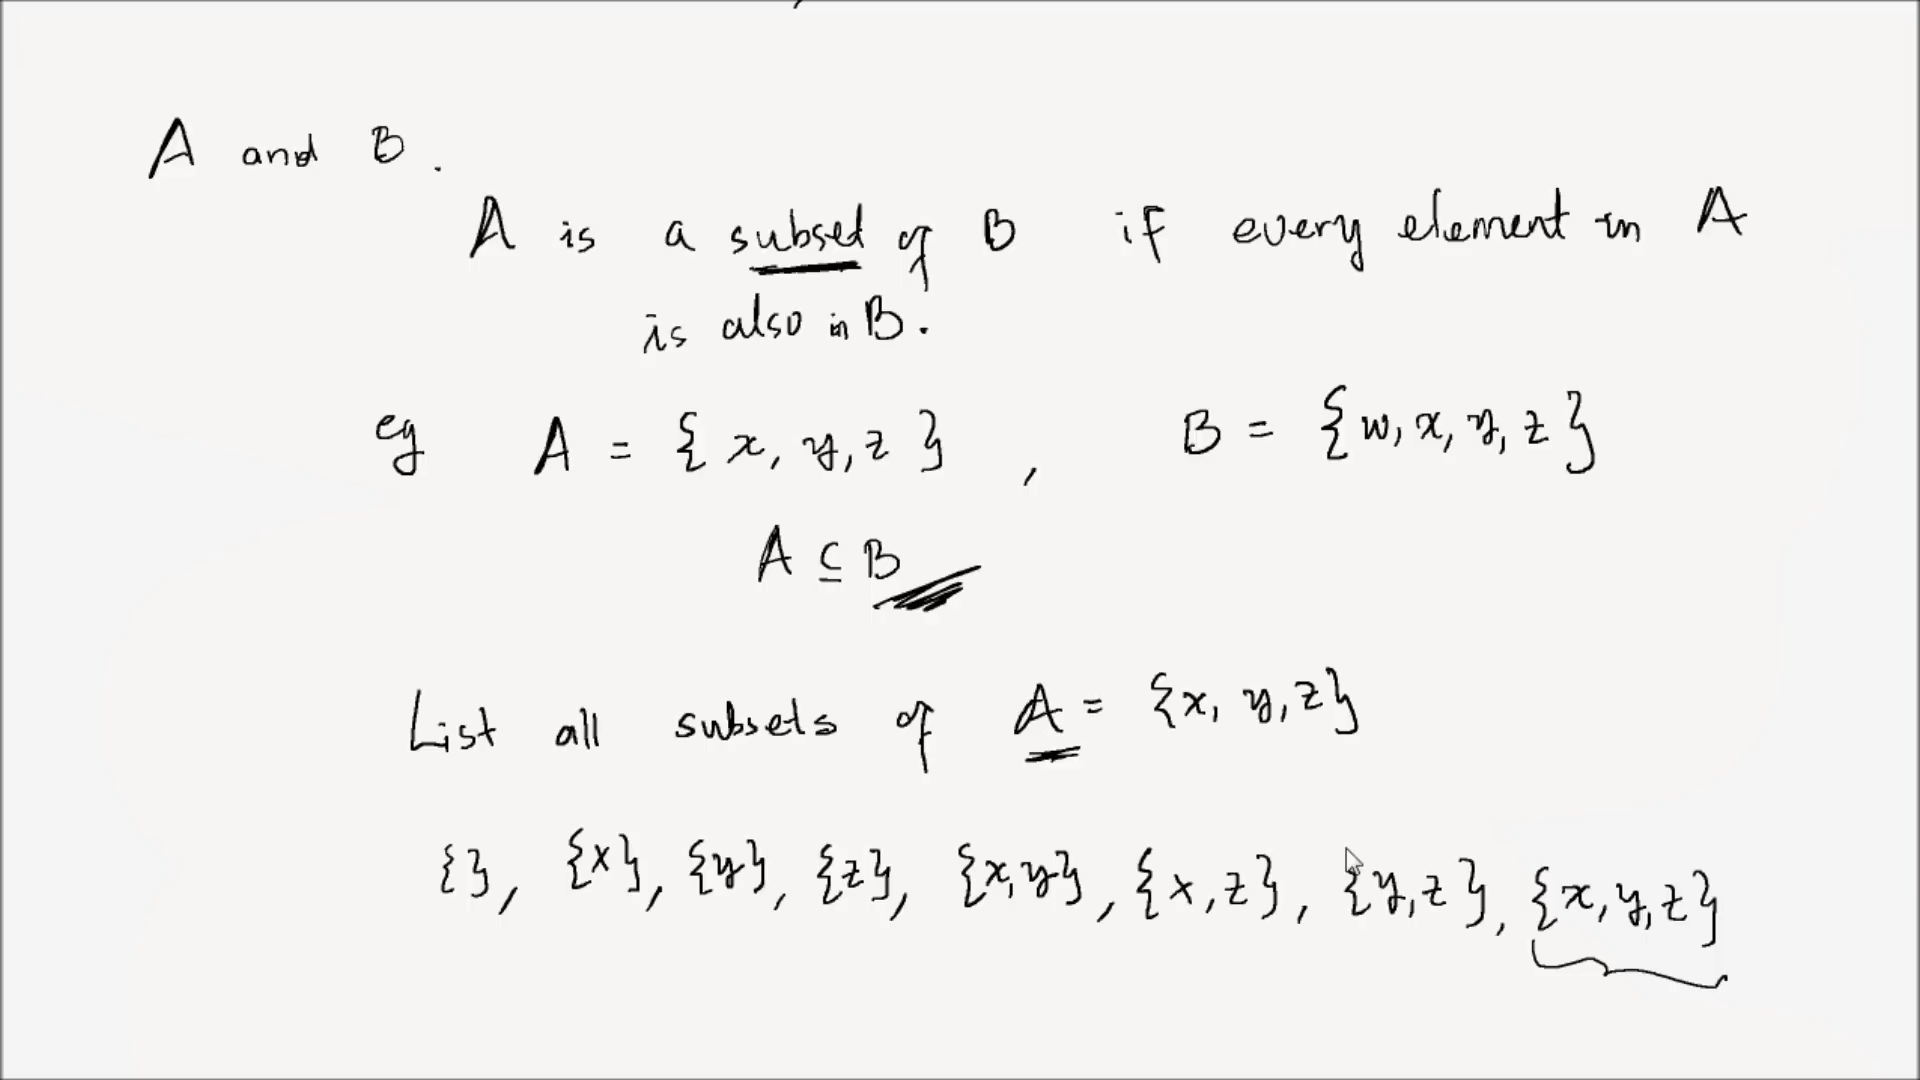 A and B.
A is a subset of B if every element in A
is also in B.
eg A = { x, y, z } , B = {w, x, y, z}
A ⊆ B
List all subsets of A = {x, y, z}
{}, {x}, {y}, {z}, {x,y}, {x,z}, {y,z}, {x,y,z}